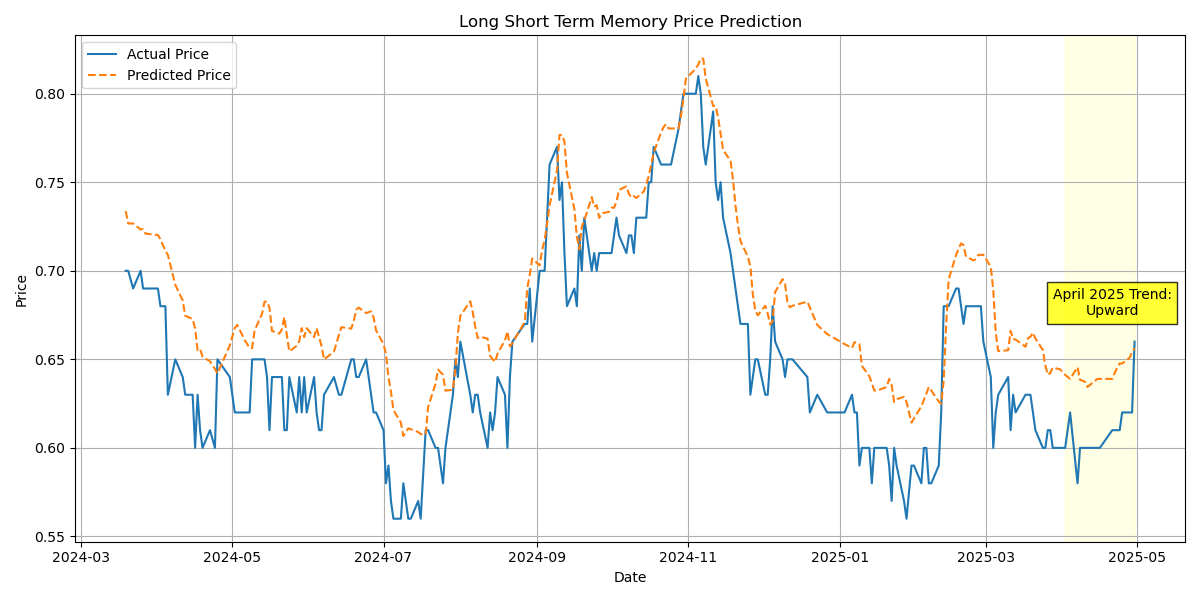 Long Short Term Memory Price Prediction
Actual Price
Predicted Price
0.80
0.75
0.70
0.65
0.60
0.55
Price
April 2025 Trend:
Upward
2024-03 2024-05 2024-07 2024-09 2024-11 2025-01 2025-03 2025-05
Date